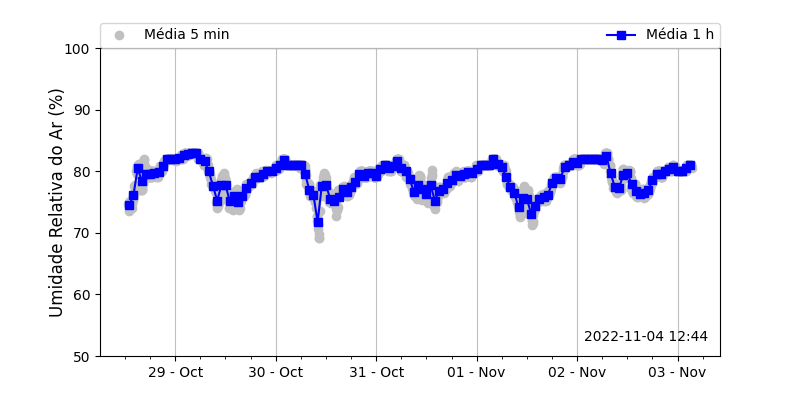 Média 5 min
Média 1 h
Umidade Relativa do Ar (%)
100
90
80
70
60
50
2022-11-04 12:44
29 - Oct
30 - Oct
31 - Oct
01 - Nov
02 - Nov
03 - Nov